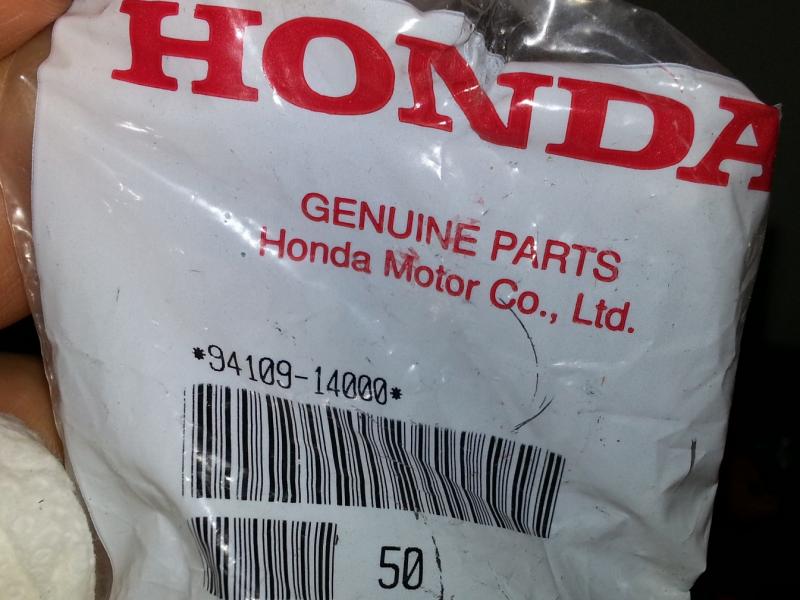 HONDA
GENUINE PARTS
Honda Motor Co., Ltd.
*94109-14000*
50